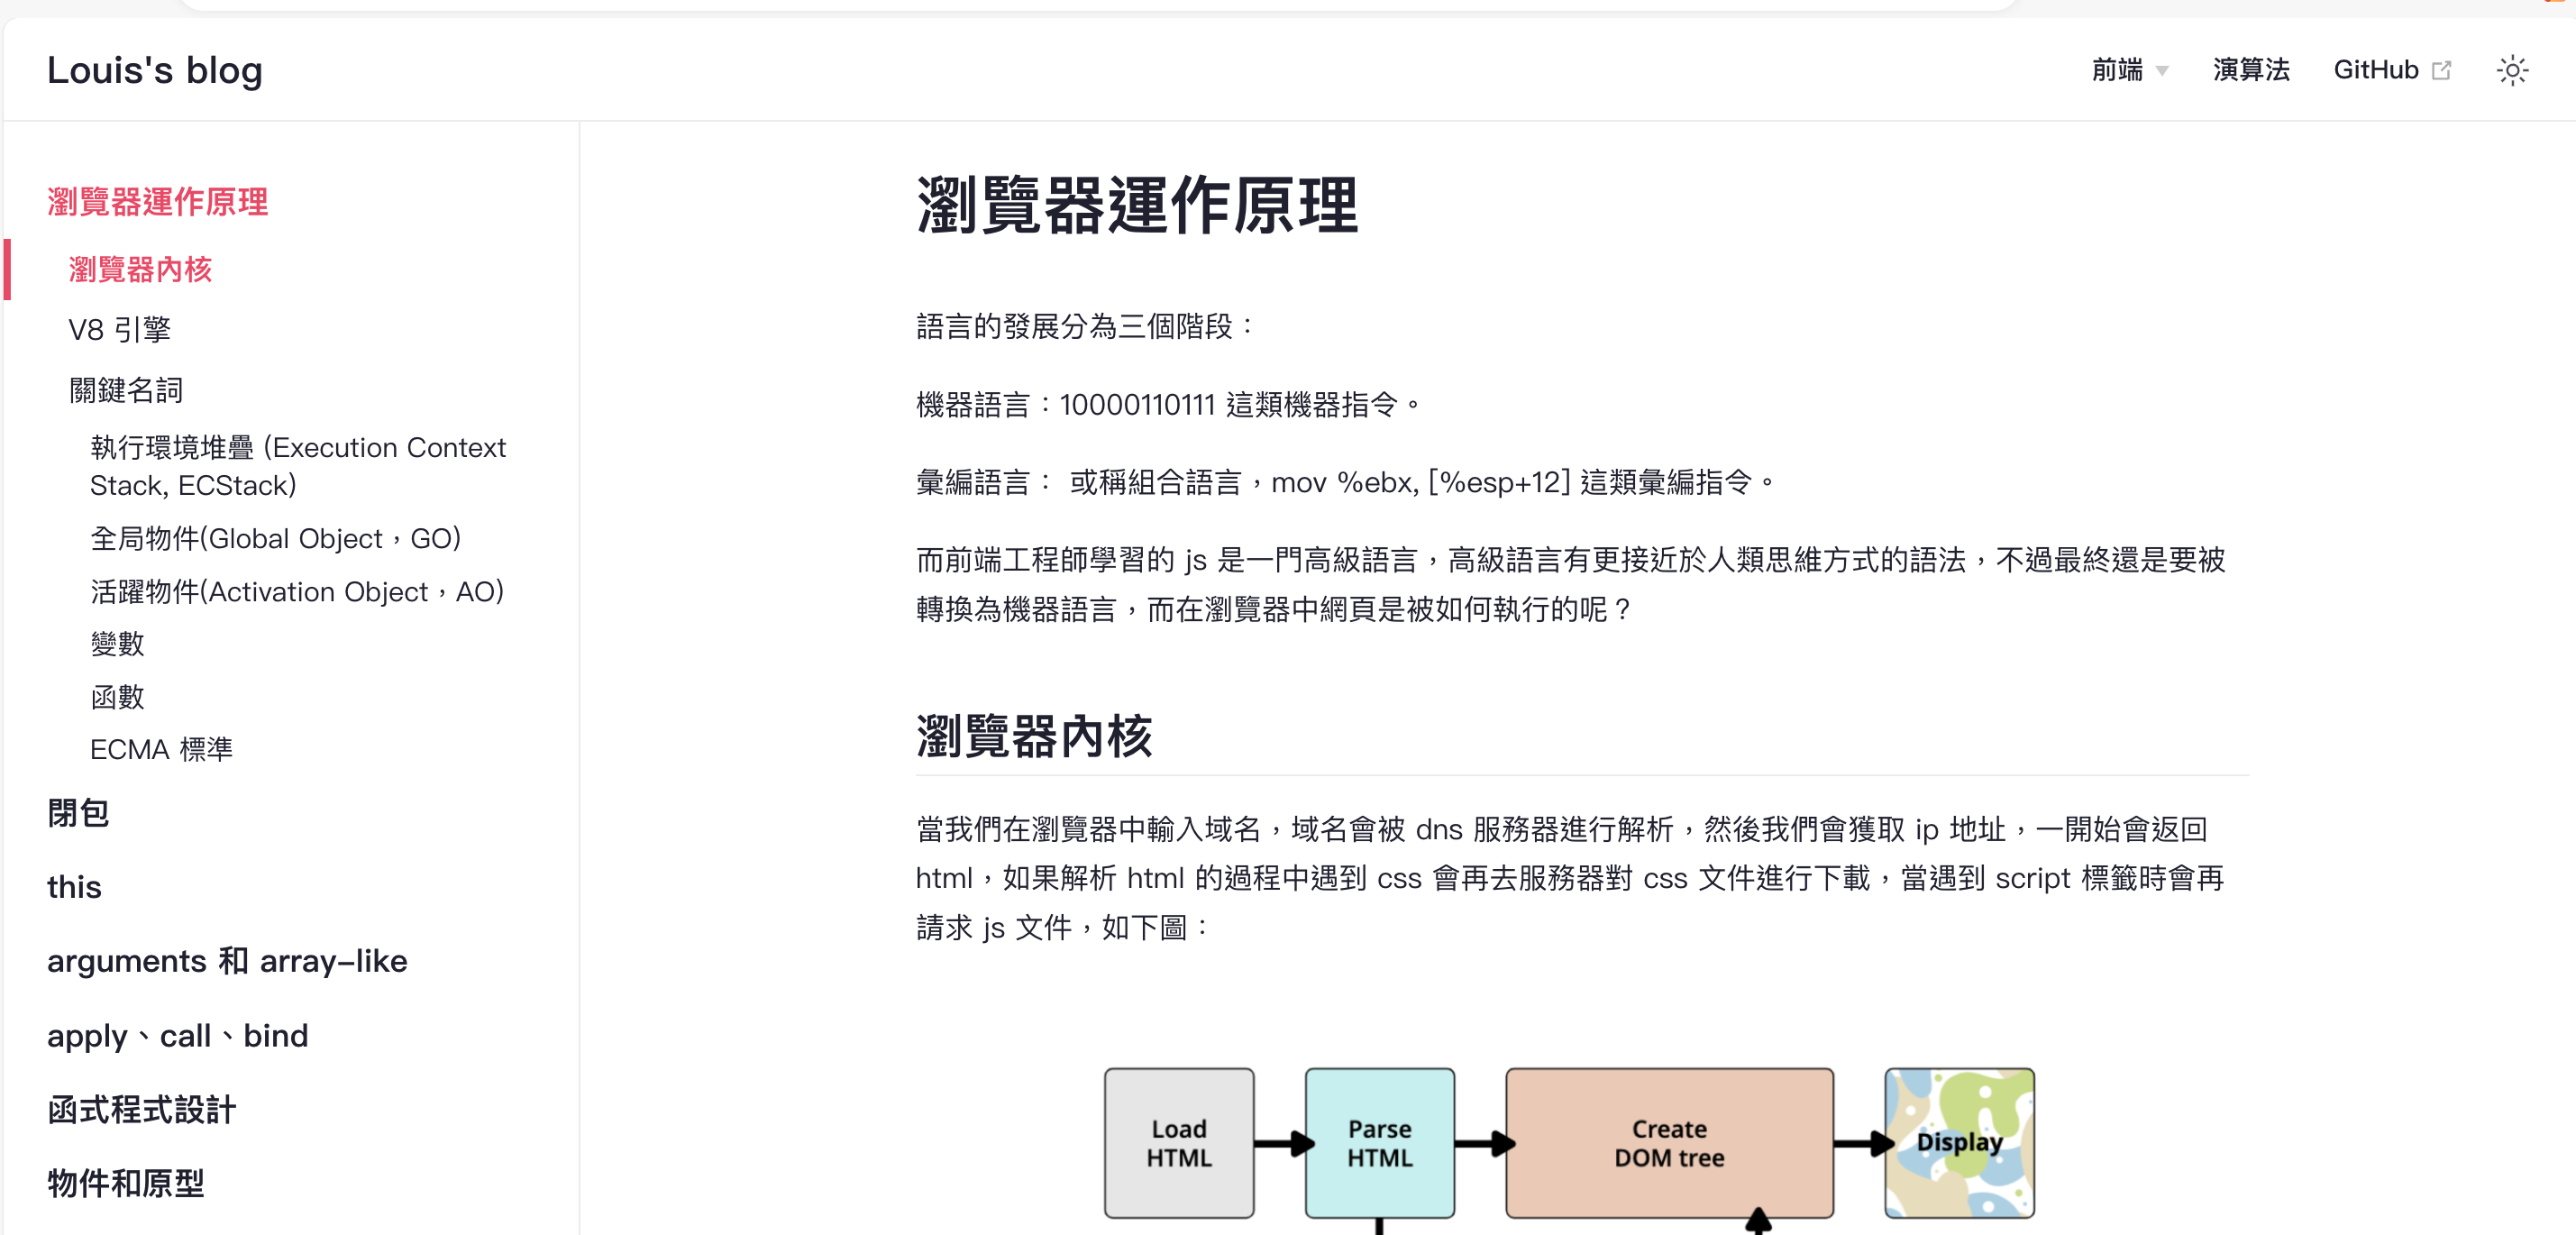 Louis's blog
前端 演算法 GitHub
瀏覽器運作原理
瀏覽器內核
V8 引擎
關鍵名詞
執行環境堆疊 (Execution Context
Stack, ECStack)
全局物件(Global Object，GO)
活躍物件(Activation Object，AO)
變數
函數
ECMA 標準
閉包
this
arguments 和 array-like
apply、call、bind
函式程式設計
物件和原型
瀏覽器運作原理
語言的發展分為三個階段：
機器語言：10000110111 這類機器指令。
彙編語言： 或稱組合語言，mov %ebx, [%esp+12] 這類彙編指令。
而前端工程師學習的 js 是一門高級語言，高級語言有更接近於人類思維方式的語法，不過最終還是要被
轉換為機器語言，而在瀏覽器中網頁是被如何執行的呢？
瀏覽器內核
當我們在瀏覽器中輸入域名，域名會被 dns 服務器進行解析，然後我們會獲取 ip 地址，一開始會返回
html，如果解析 html 的過程中遇到 css 會再去服務器對 css 文件進行下載，當遇到 script 標籤時會再
請求 js 文件，如下圖：
Load
HTML
Parse
HTML
Create
DOM tree
Display